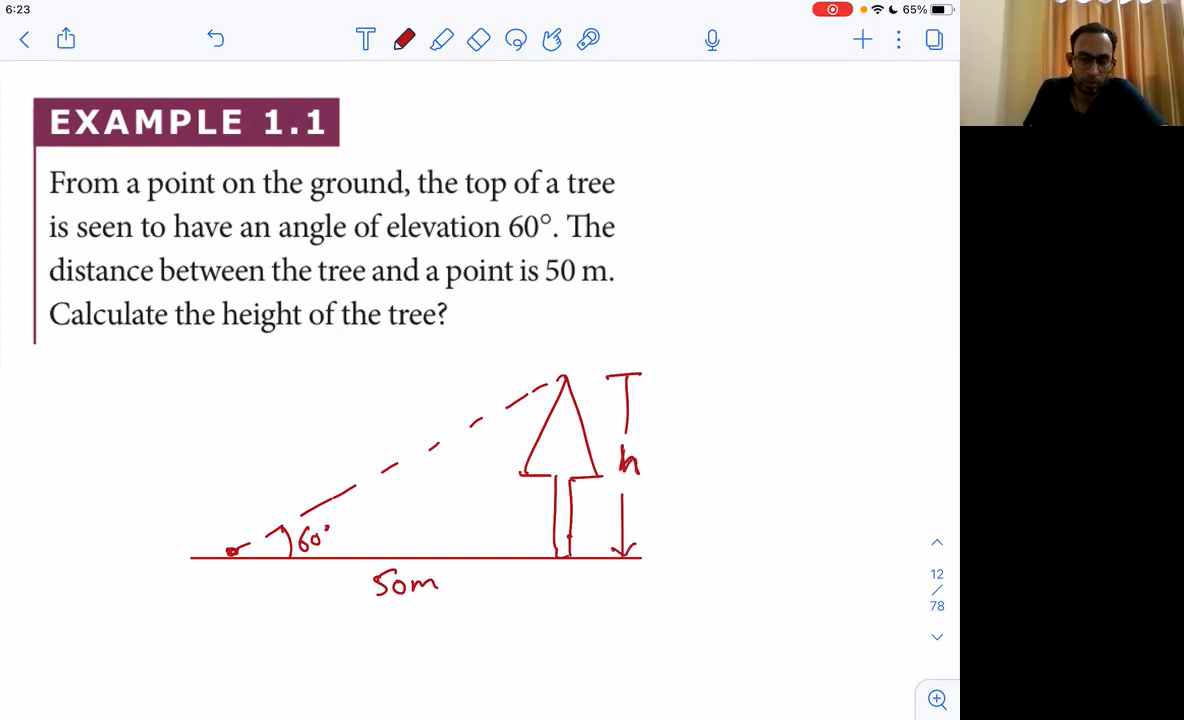 6:23
65%
T
EXAMPLE 1.1
From a point on the ground, the top of a tree
is seen to have an angle of elevation 60°. The
distance between the tree and a point is 50 m.
Calculate the height of the tree?
h
60°
50m
12
/
78